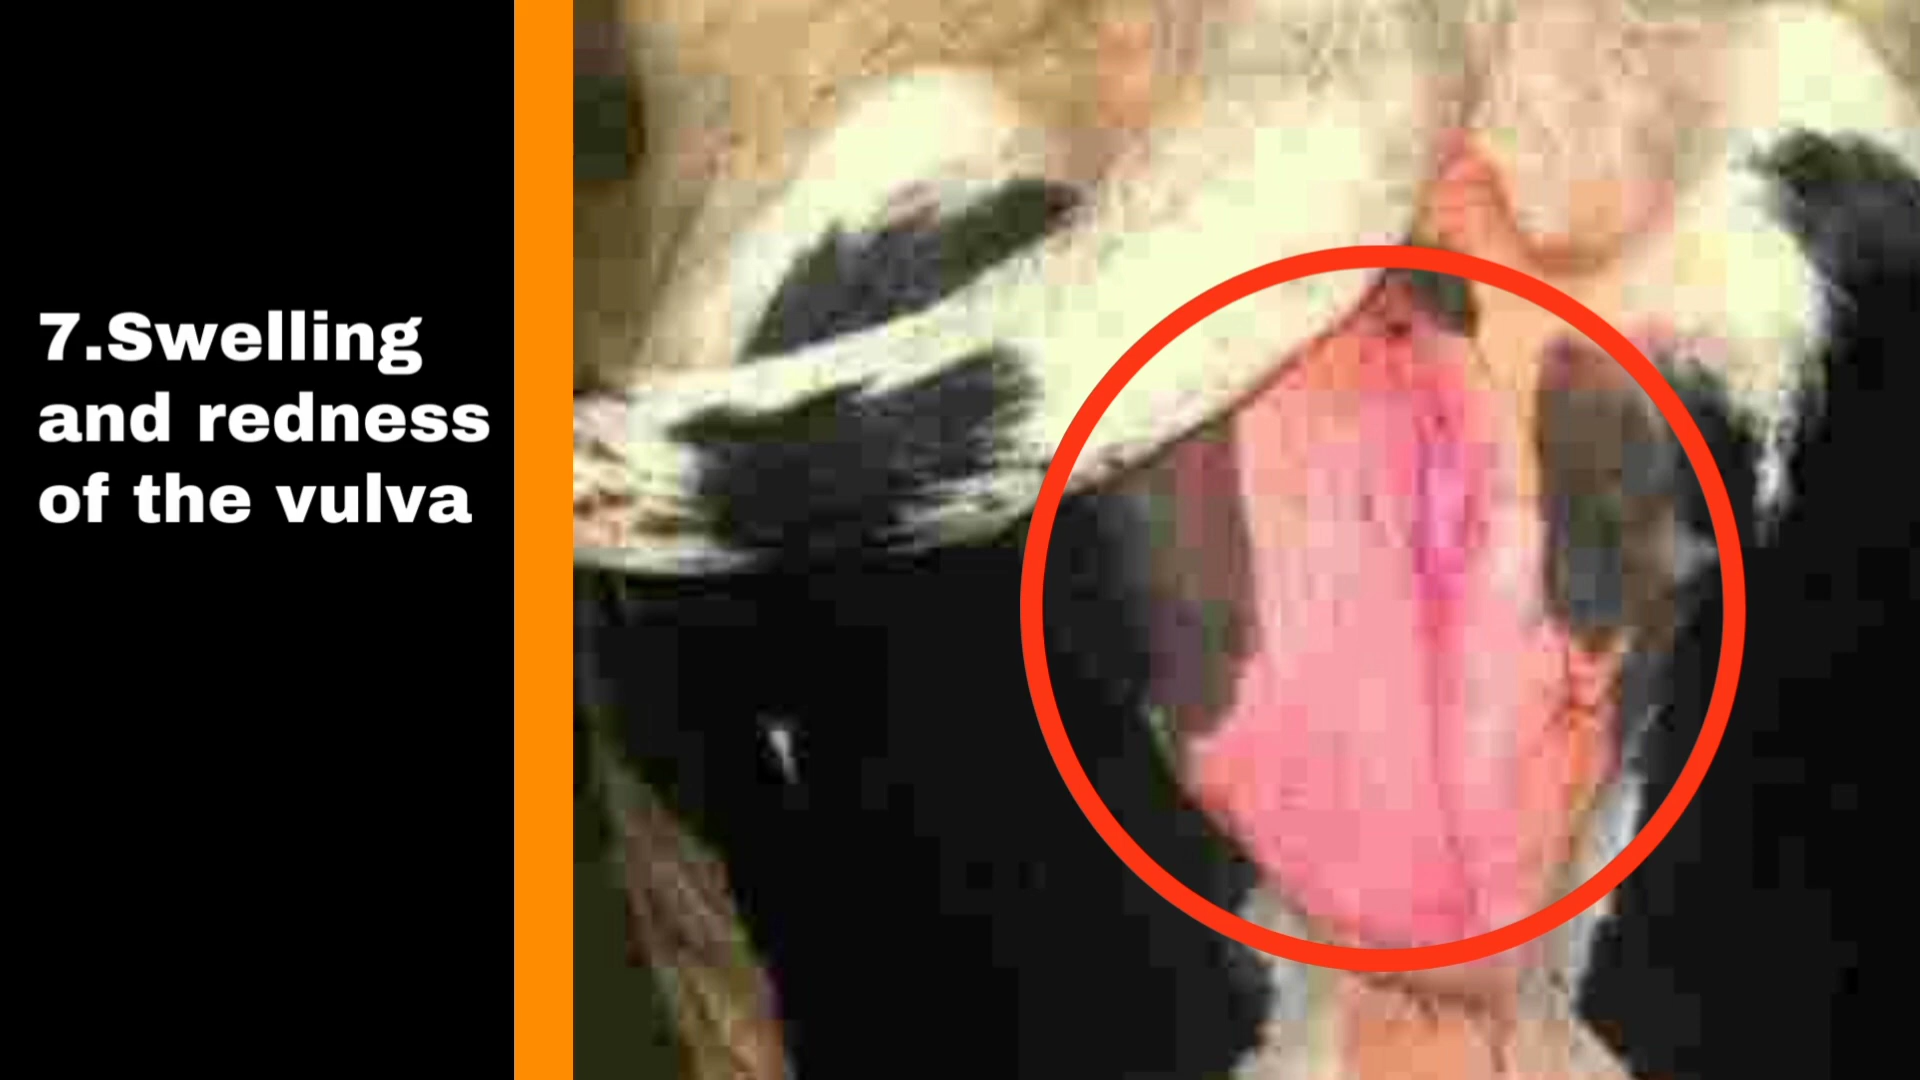 7.Swelling
and redness
of the vulva